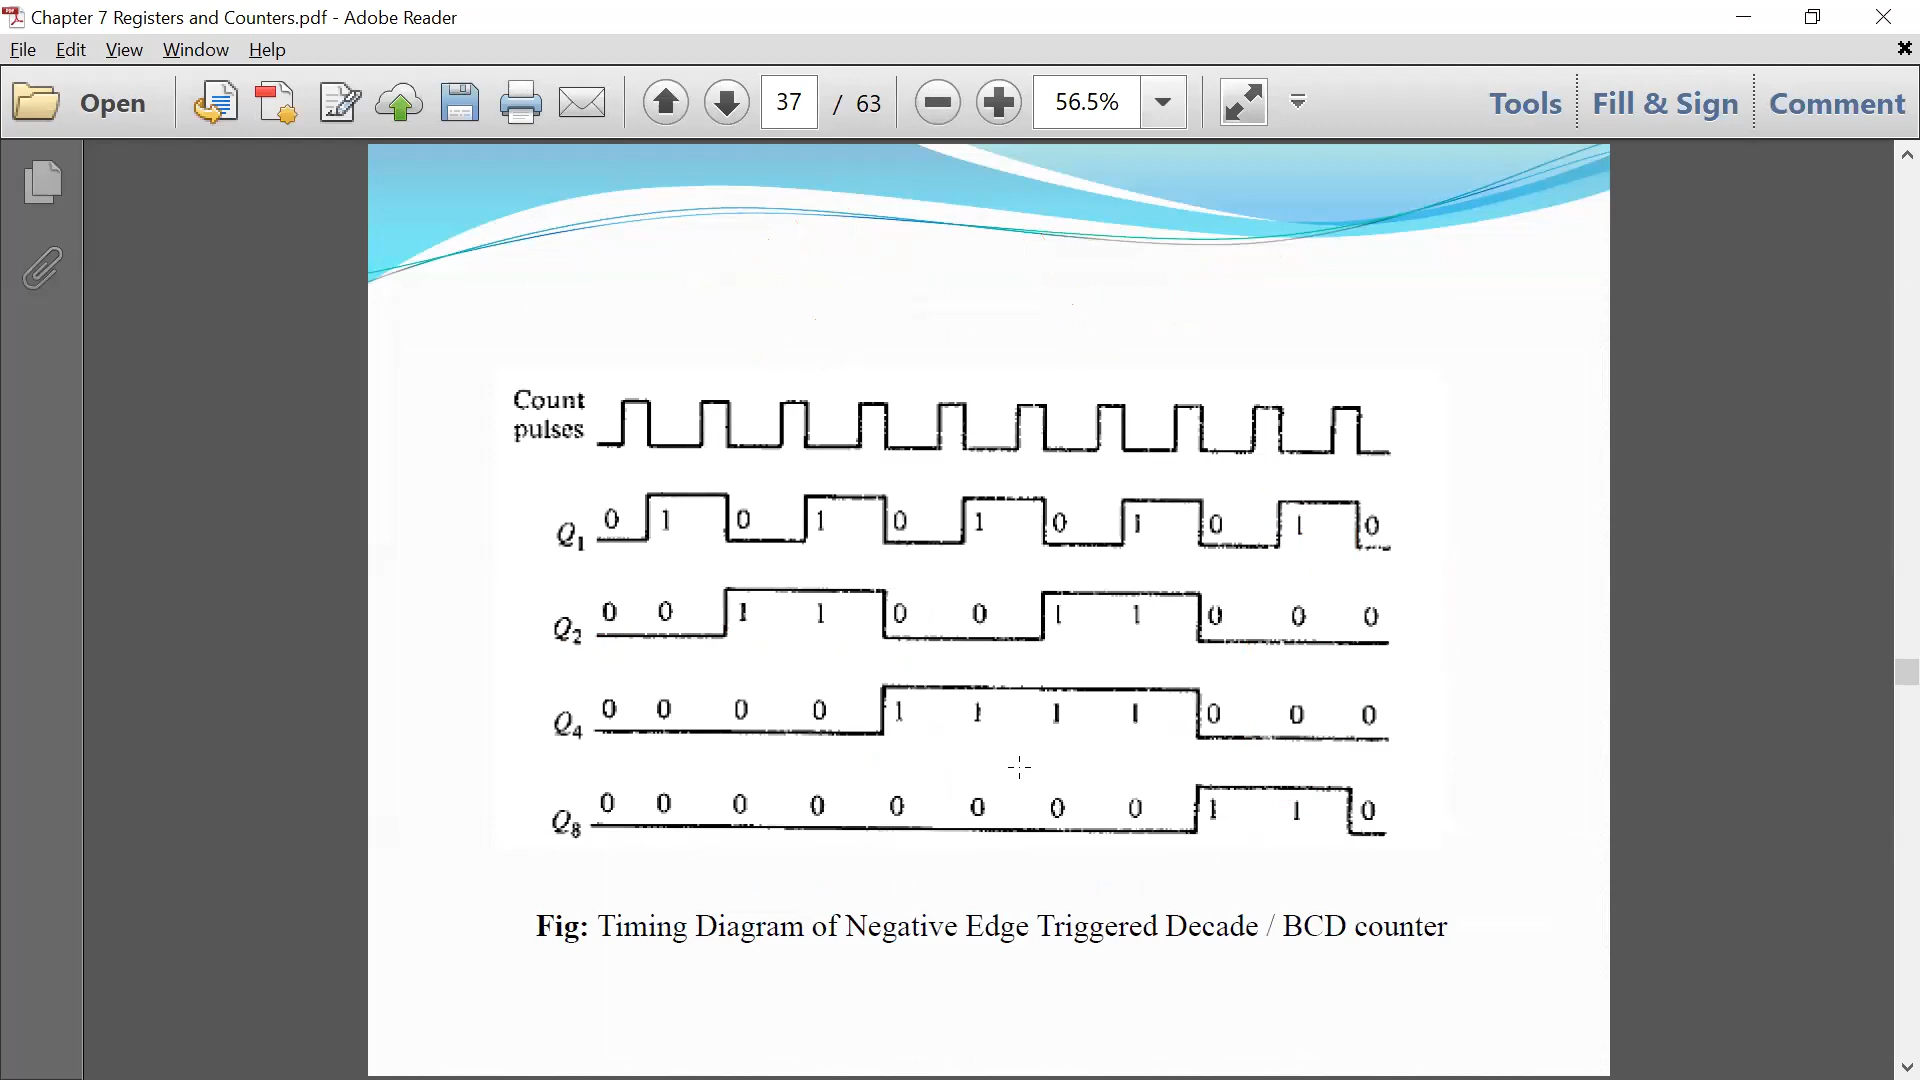 Chapter 7 Registers and Counters.pdf - Adobe Reader
File Edit View Window Help
Open 37 / 63 56.5% Tools Fill & Sign Comment
Count
pulses
Q1 0 1 0 1 0 1 0 1 0 1 0
Q2 0 0 1 1 0 0 1 1 0 0 0
Q4 0 0 0 0 1 1 1 1 0 0 0
Q8 0 0 0 0 0 0 0 0 1 1 0
Fig: Timing Diagram of Negative Edge Triggered Decade / BCD counter